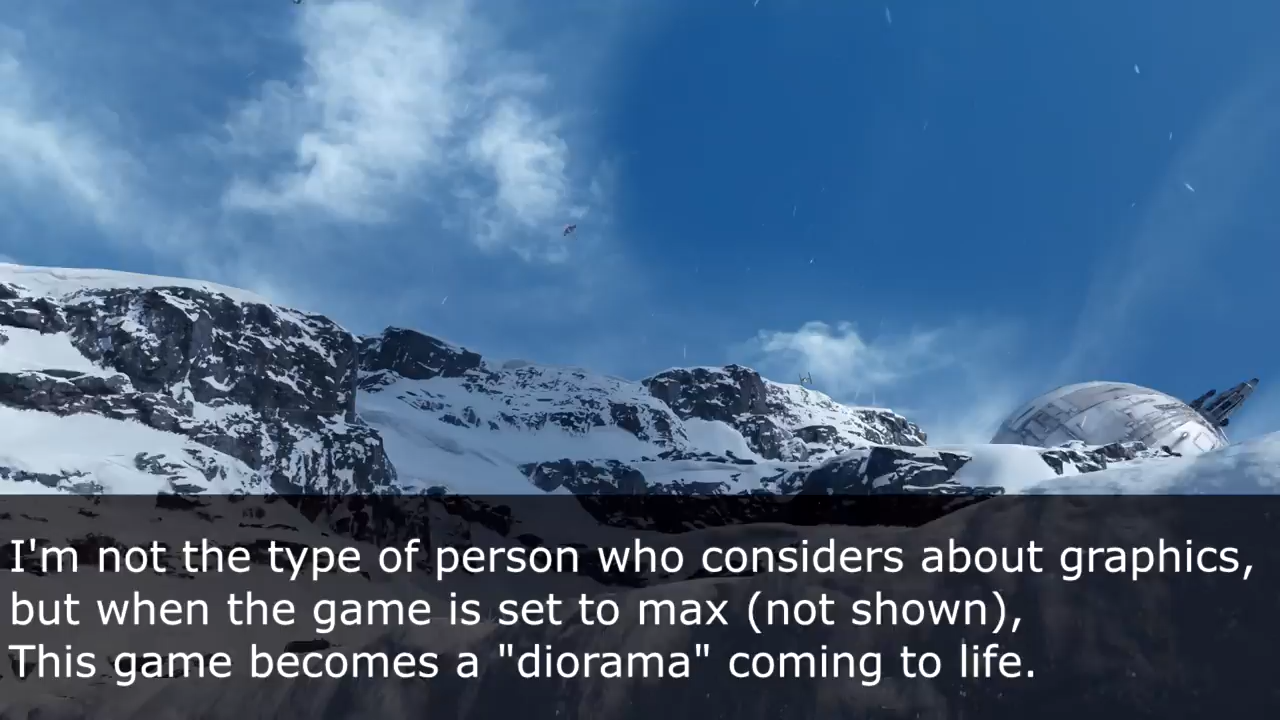 I'm not the type of person who considers about graphics,
but when the game is set to max (not shown),
This game becomes a "diorama" coming to life.